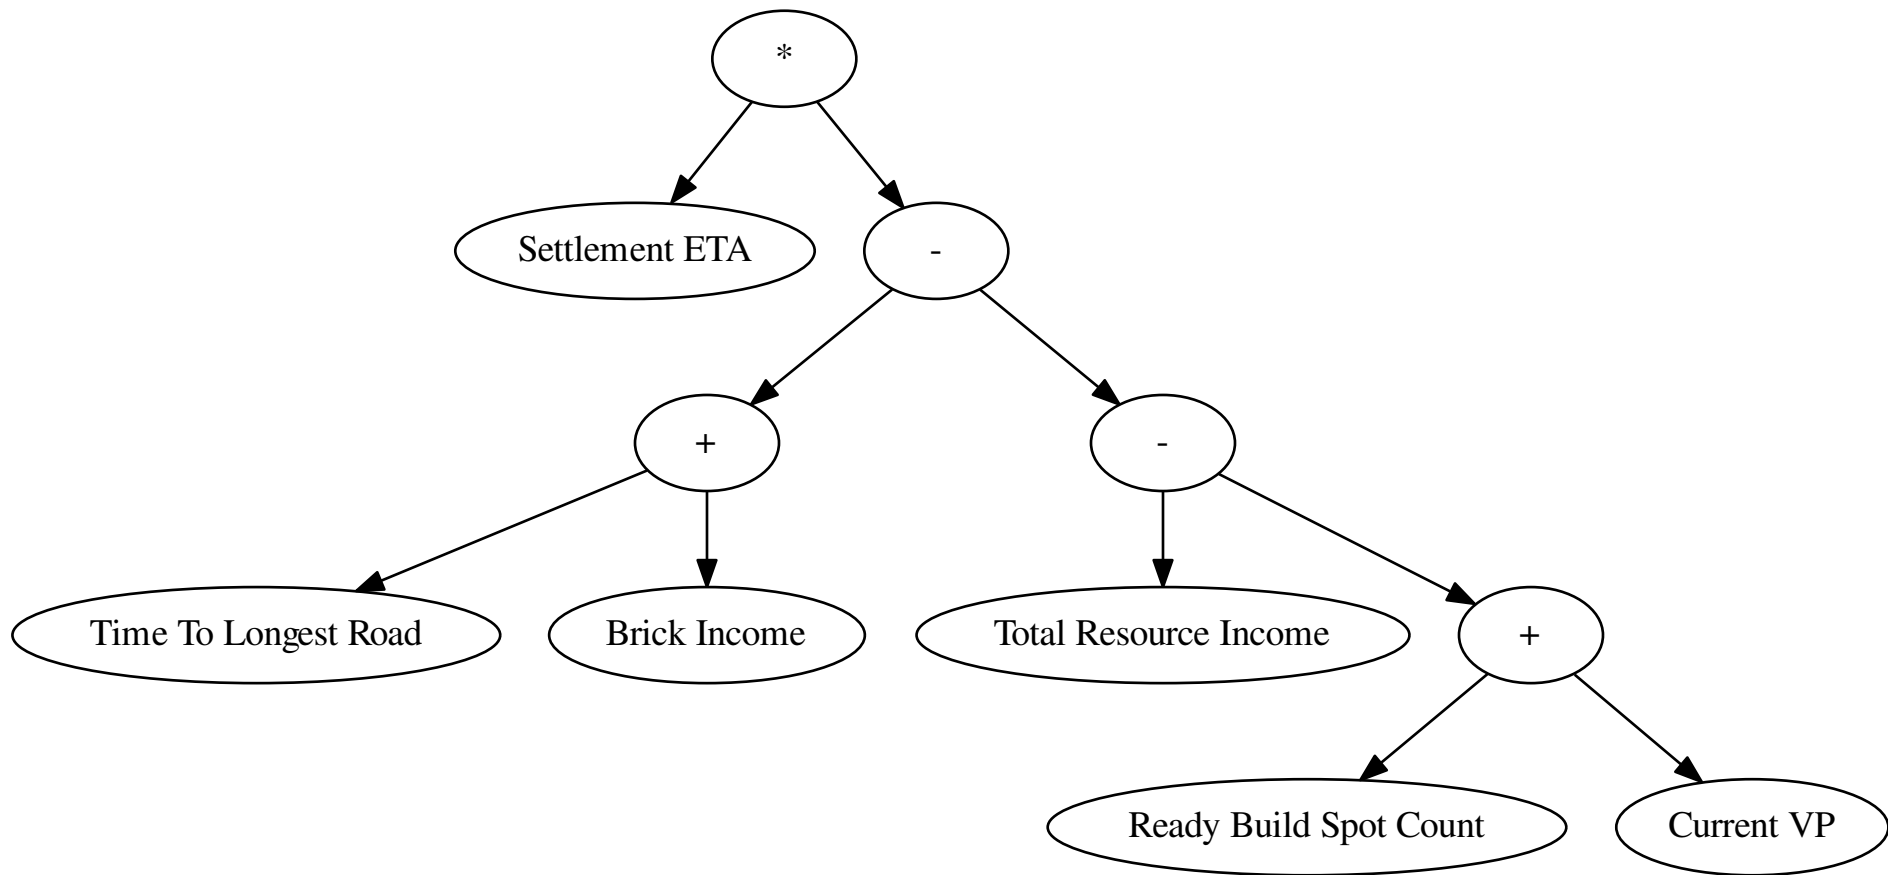 *
Settlement ETA
-
+
-
Time To Longest Road
Brick Income
Total Resource Income
+
Ready Build Spot Count
Current VP